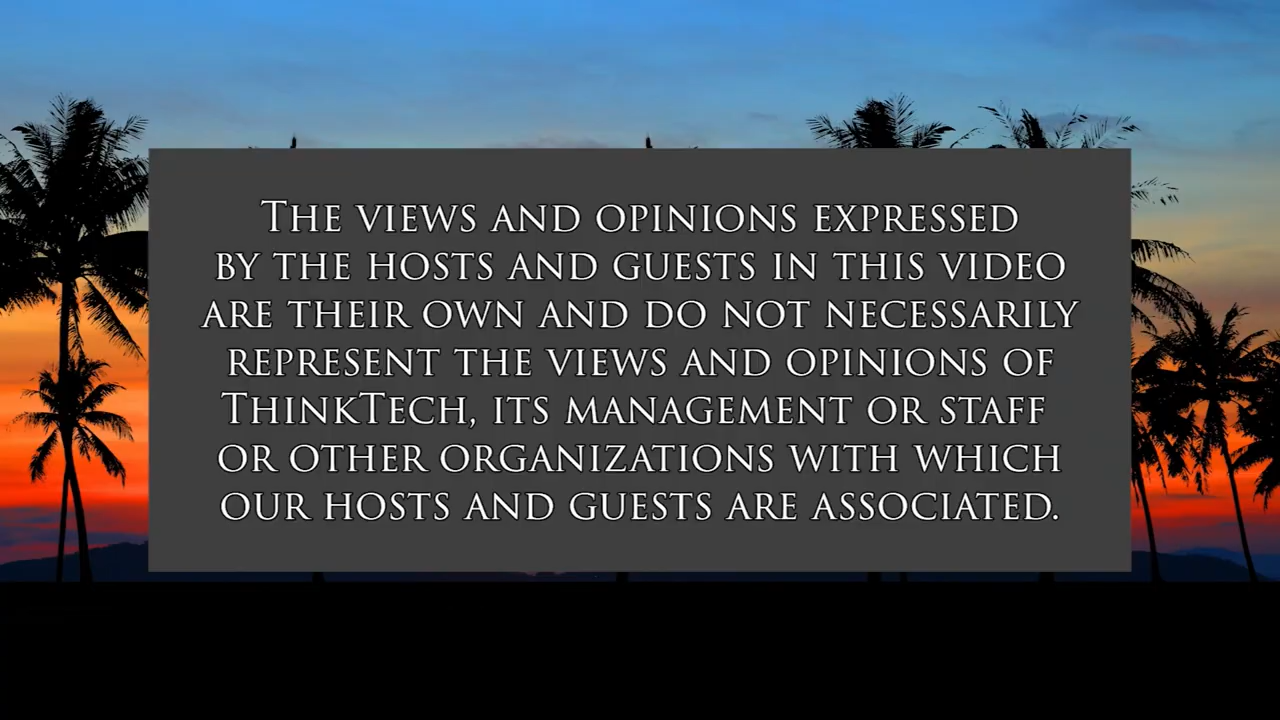 The views and opinions expressed
by the hosts and guests in this video
are their own and do not necessarily
represent the views and opinions of
ThinkTech, its management or staff
or other organizations with which
our hosts and guests are associated.